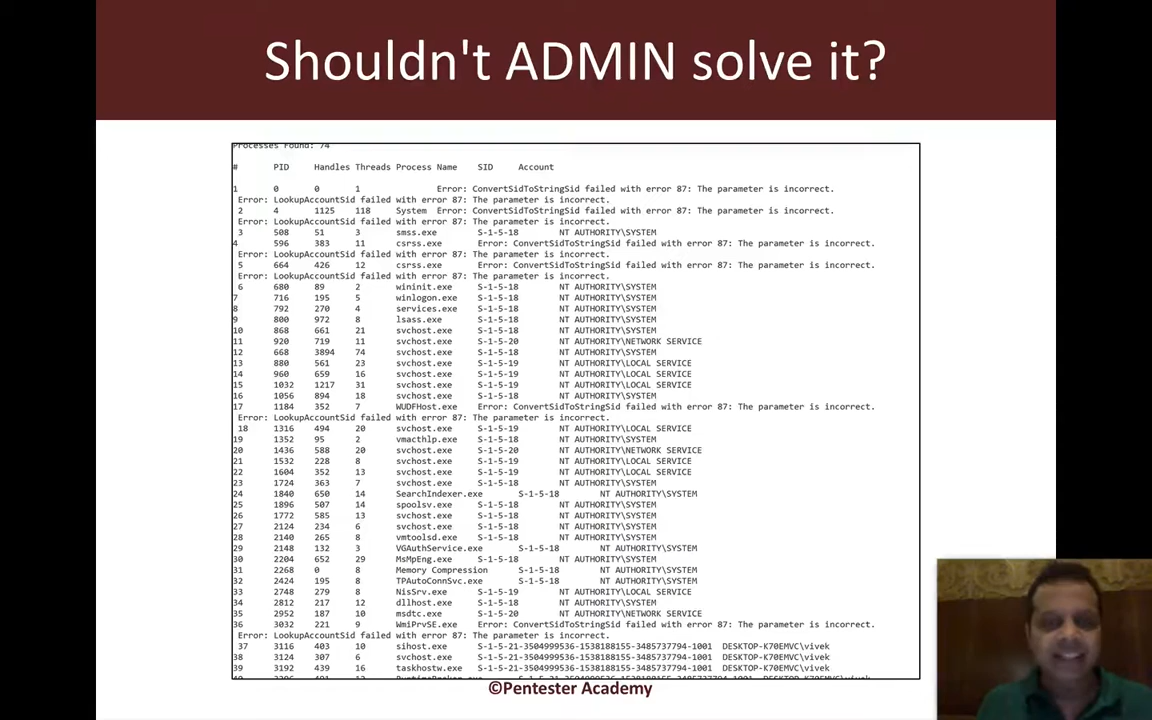 Shouldn't ADMIN solve it?
Processes Found: 74
# PID Handles Threads Process Name SID Account
1 0 0 1 Error: ConvertSidToStringSid failed with error 87: The parameter is incorrect.
Error: LookupAccountSid failed with error 87: The parameter is incorrect.
2 4 1125 118 System Error: ConvertSidToStringSid failed with error 87: The parameter is incorrect.
Error: LookupAccountSid failed with error 87: The parameter is incorrect.
3 508 51 3 smss.exe S-1-5-18 NT AUTHORITY\SYSTEM
4 596 383 11 csrss.exe Error: ConvertSidToStringSid failed with error 87: The parameter is incorrect.
Error: LookupAccountSid failed with error 87: The parameter is incorrect.
5 664 426 12 csrss.exe Error: ConvertSidToStringSid failed with error 87: The parameter is incorrect.
Error: LookupAccountSid failed with error 87: The parameter is incorrect.
6 680 89 2 wininit.exe S-1-5-18 NT AUTHORITY\SYSTEM
7 716 195 5 winlogon.exe S-1-5-18 NT AUTHORITY\SYSTEM
8 792 270 4 services.exe S-1-5-18 NT AUTHORITY\SYSTEM
9 800 972 8 lsass.exe S-1-5-18 NT AUTHORITY\SYSTEM
10 868 661 21 svchost.exe S-1-5-18 NT AUTHORITY\SYSTEM
11 920 719 11 svchost.exe S-1-5-20 NT AUTHORITY\NETWORK SERVICE
12 668 3894 74 svchost.exe S-1-5-18 NT AUTHORITY\SYSTEM
13 880 561 23 svchost.exe S-1-5-19 NT AUTHORITY\LOCAL SERVICE
14 960 659 16 svchost.exe S-1-5-19 NT AUTHORITY\LOCAL SERVICE
15 1032 1217 31 svchost.exe S-1-5-19 NT AUTHORITY\LOCAL SERVICE
16 1056 894 18 svchost.exe S-1-5-18 NT AUTHORITY\SYSTEM
17 1184 352 7 WUDFHost.exe Error: ConvertSidToStringSid failed with error 87: The parameter is incorrect.
Error: LookupAccountSid failed with error 87: The parameter is incorrect.
18 1316 494 20 svchost.exe S-1-5-19 NT AUTHORITY\LOCAL SERVICE
19 1352 95 2 vmacthlp.exe S-1-5-18 NT AUTHORITY\SYSTEM
20 1436 588 20 svchost.exe S-1-5-20 NT AUTHORITY\NETWORK SERVICE
21 1532 228 8 svchost.exe S-1-5-19 NT AUTHORITY\LOCAL SERVICE
22 1604 352 13 svchost.exe S-1-5-19 NT AUTHORITY\LOCAL SERVICE
23 1724 363 7 svchost.exe S-1-5-18 NT AUTHORITY\SYSTEM
24 1840 650 14 SearchIndexer.exe S-1-5-18 NT AUTHORITY\SYSTEM
25 1896 507 14 spoolsv.exe S-1-5-18 NT AUTHORITY\SYSTEM
26 1772 585 13 svchost.exe S-1-5-18 NT AUTHORITY\SYSTEM
27 2124 234 6 svchost.exe S-1-5-18 NT AUTHORITY\SYSTEM
28 2140 265 8 vmtoolsd.exe S-1-5-18 NT AUTHORITY\SYSTEM
29 2148 132 3 VGAuthService.exe S-1-5-18 NT AUTHORITY\SYSTEM
30 2204 652 29 MsMpEng.exe S-1-5-18 NT AUTHORITY\SYSTEM
31 2268 0 8 Memory Compression S-1-5-18 NT AUTHORITY\SYSTEM
32 2424 195 8 TPAutoConnSvc.exe S-1-5-18 NT AUTHORITY\SYSTEM
33 2748 279 8 NisSrv.exe S-1-5-19 NT AUTHORITY\LOCAL SERVICE
34 2812 217 12 dllhost.exe S-1-5-18 NT AUTHORITY\SYSTEM
35 2952 187 10 msdtc.exe S-1-5-20 NT AUTHORITY\NETWORK SERVICE
36 3032 221 9 WmiPrvSE.exe Error: ConvertSidToStringSid failed with error 87: The parameter is incorrect.
Error: LookupAccountSid failed with error 87: The parameter is incorrect.
37 3116 403 10 sihost.exe S-1-5-21-3504999536-1538188155-3485737794-1001 DESKTOP-K70EMVC\vivek
38 3124 307 6 svchost.exe S-1-5-21-3504999536-1538188155-3485737794-1001 DESKTOP-K70EMVC\vivek
39 3192 439 16 taskhostw.exe S-1-5-21-3504999536-1538188155-3485737794-1001 DESKTOP-K70EMVC\vivek
©Pentester Academy